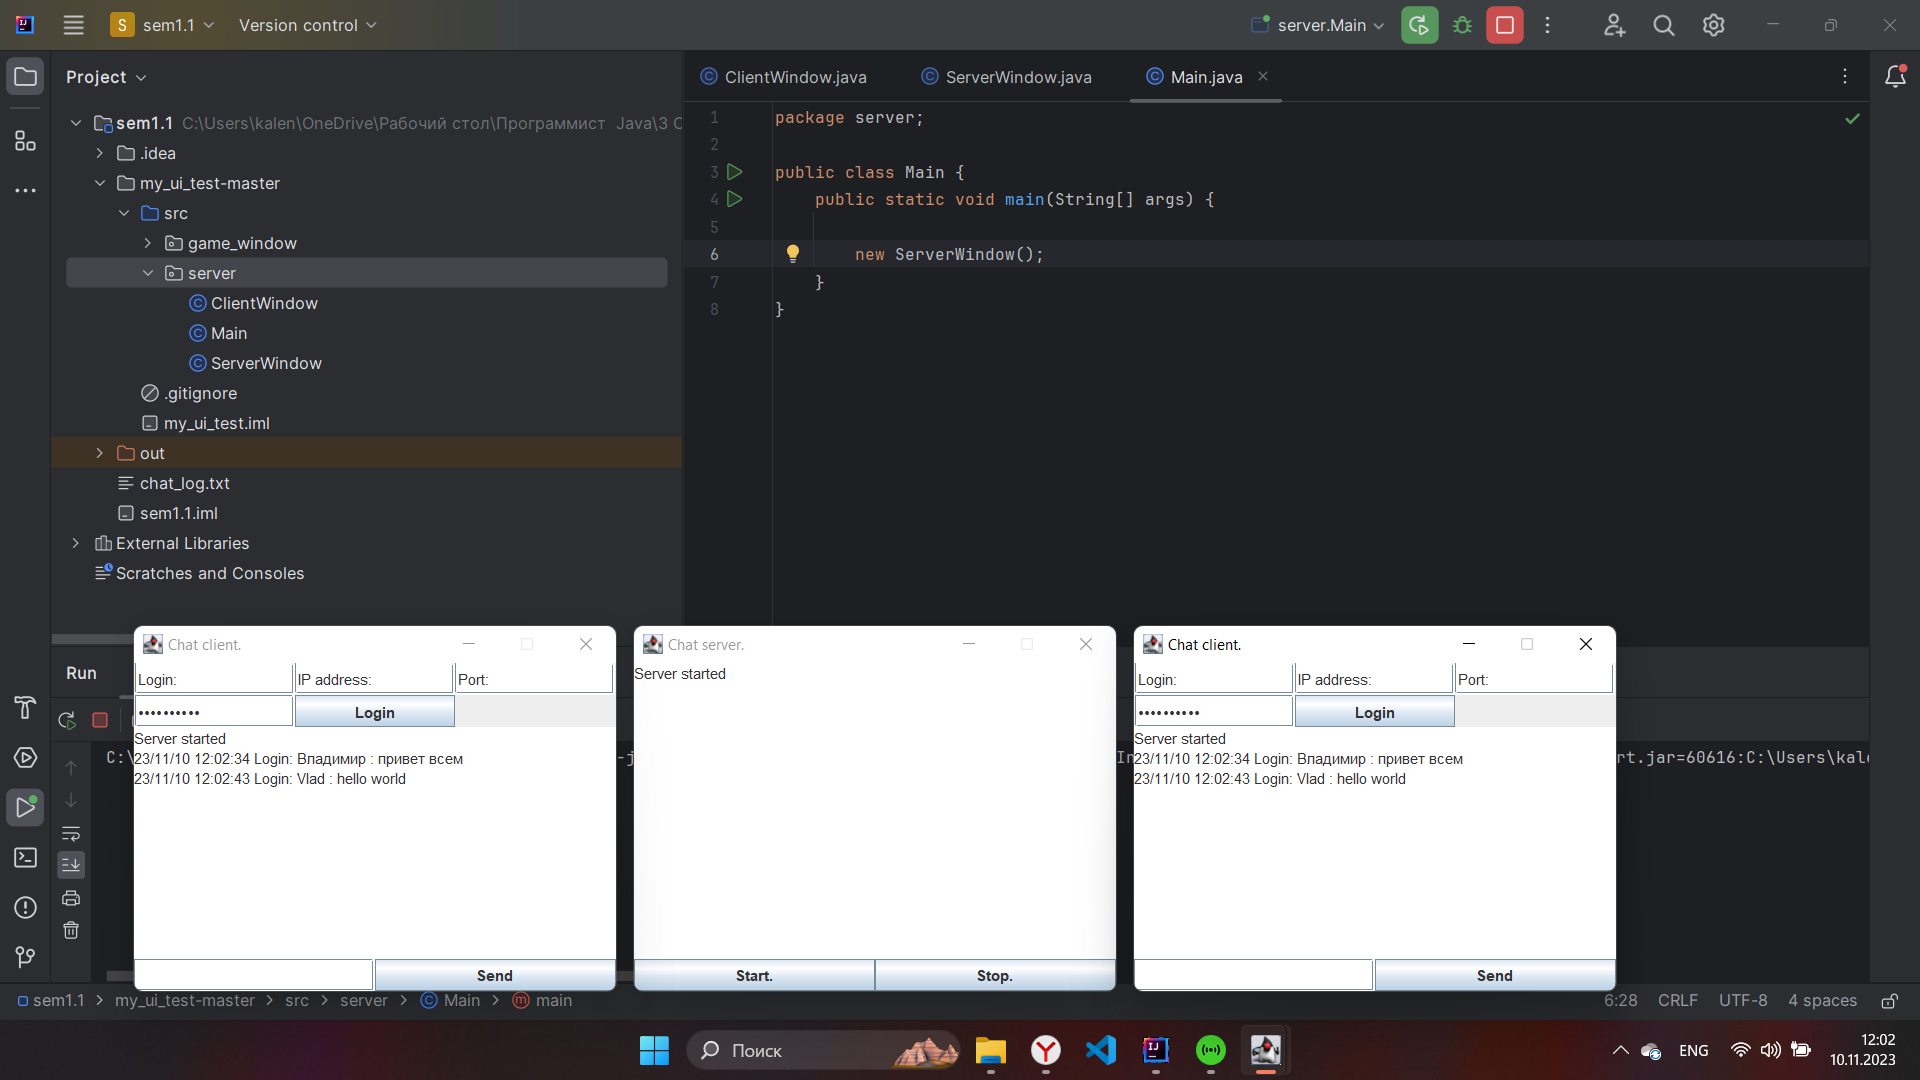 S sem1.1 Version control server.Main
Project
ClientWindow.java ServerWindow.java Main.java
sem1.1 C:\Users\kalen\OneDrive\Рабочий стол\Программист Java\3 С
.idea
my_ui_test-master
src
game_window
server
ClientWindow
Main
ServerWindow
.gitignore
my_ui_test.iml
out
chat_log.txt
sem1.1.iml
External Libraries
Scratches and Consoles
1 package server;
2
3 public class Main {
4 public static void main(String[] args) {
5
6 new ServerWindow();
7 }
8 }
Run
C:\
-j
rt.jar=60616:C:\Users\kale
Chat client.
Login: IP address: Port:
•••••••••• Login
Server started
23/11/10 12:02:34 Login: Владимир : привет всем
23/11/10 12:02:43 Login: Vlad : hello world
Send
Chat server.
Server started
Start. Stop.
Chat client.
Login: IP address: Port:
•••••••••• Login
Server started
23/11/10 12:02:34 Login: Владимир : привет всем
23/11/10 12:02:43 Login: Vlad : hello world
Send
sem1.1 > my_ui_test-master > src > server > Main > main
6:28 CRLF UTF-8 4 spaces
Поиск
ENG
12:02
10.11.2023